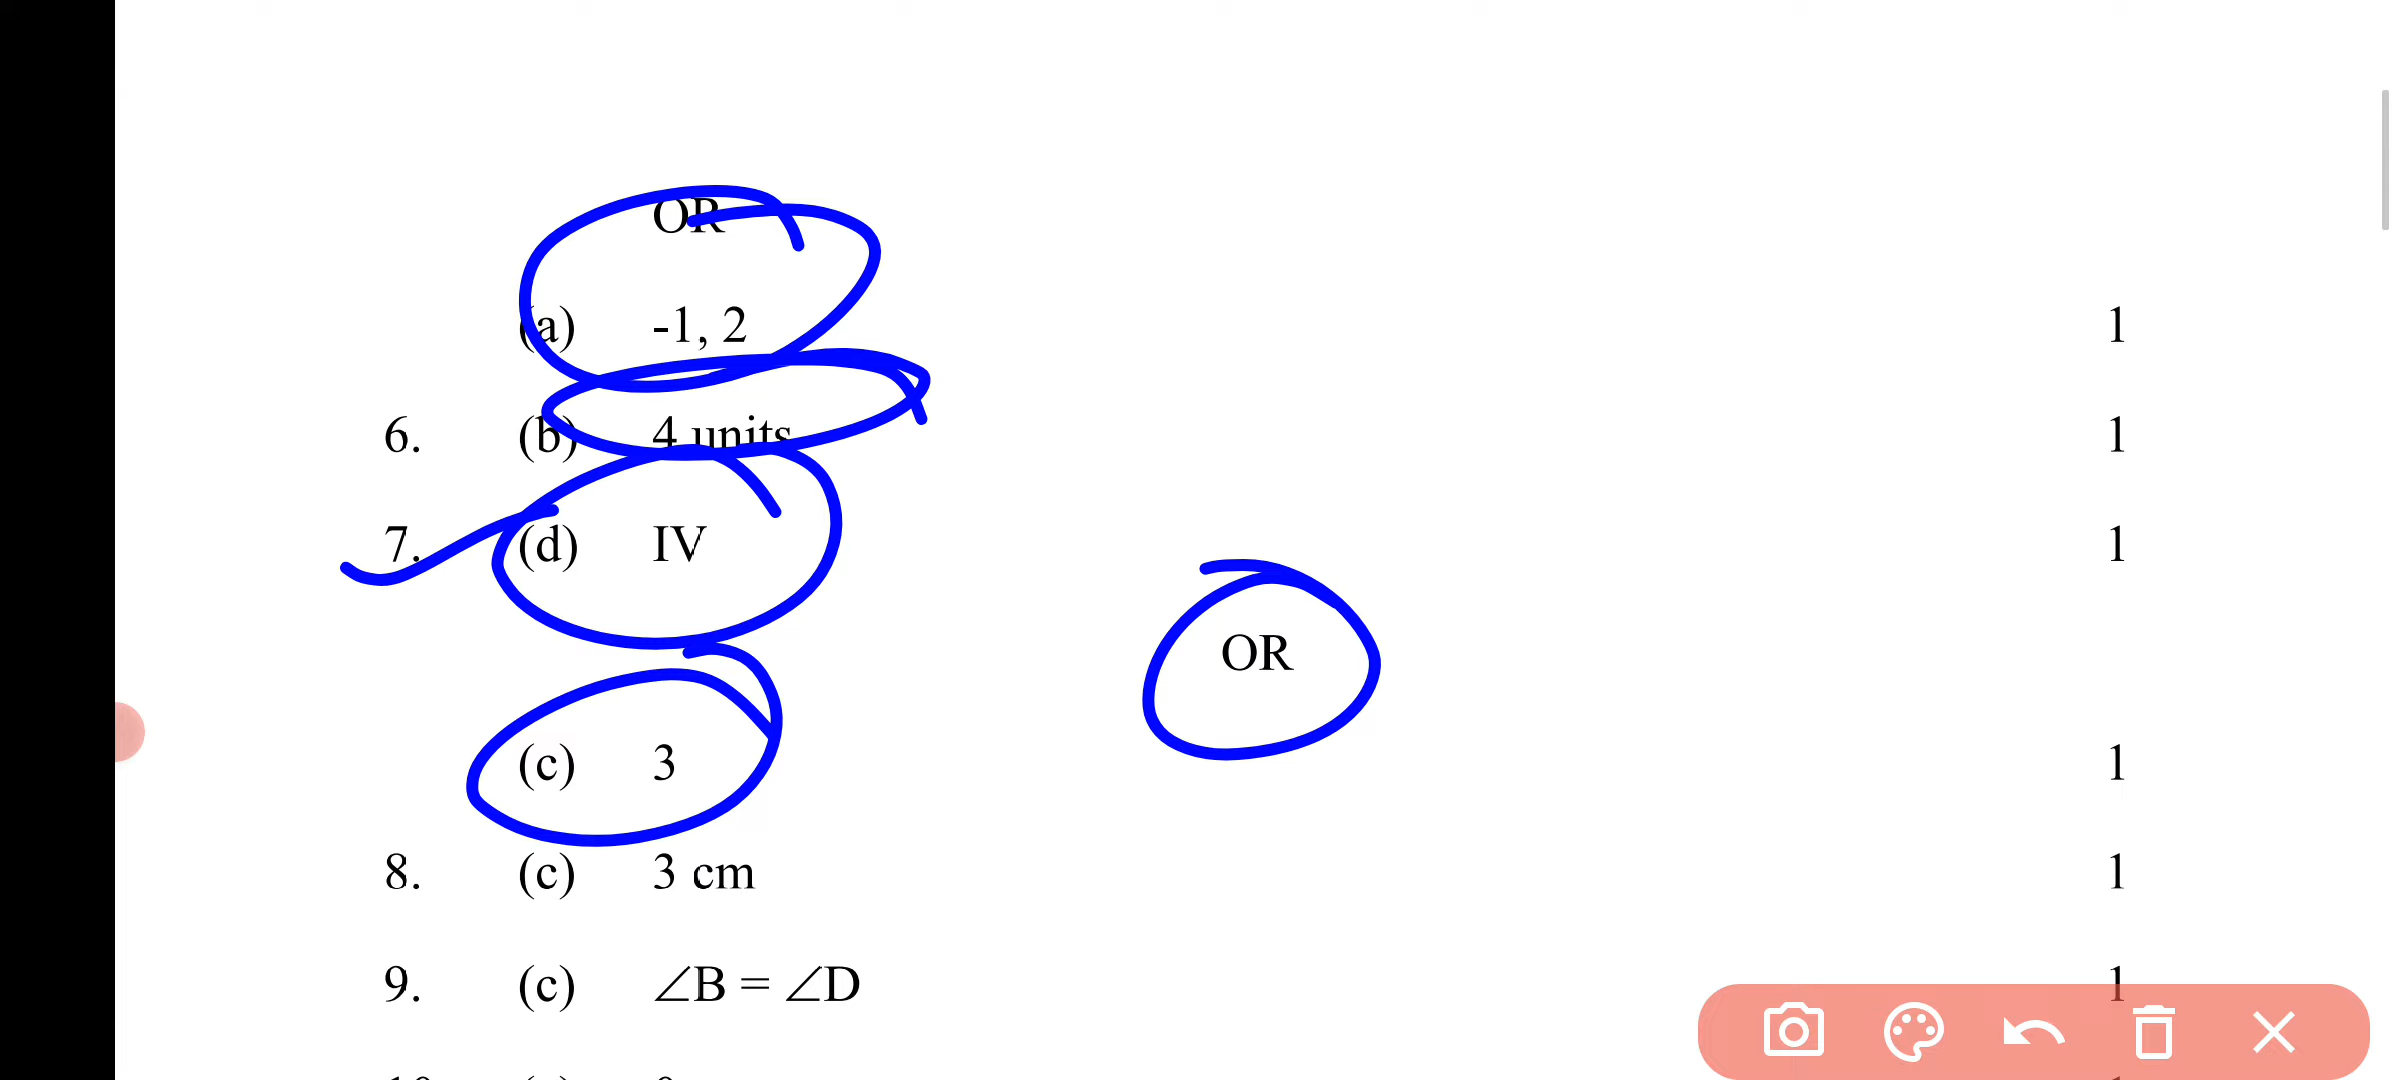 OR
(a) -1, 2 1
6. (b) 4 units 1
7. (d) IV 1
OR
(c) 3 1
8. (c) 3 cm 1
9. (c) ∠B = ∠D 1